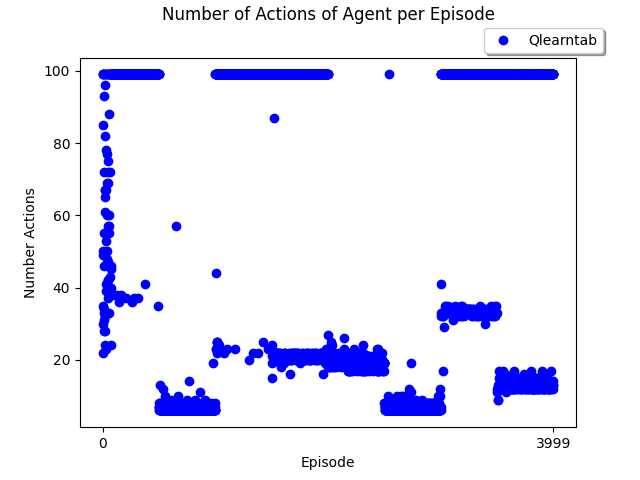 Number of Actions of Agent per Episode
Qlearntab
100
80
60
40
20
Number Actions
0
3999
Episode